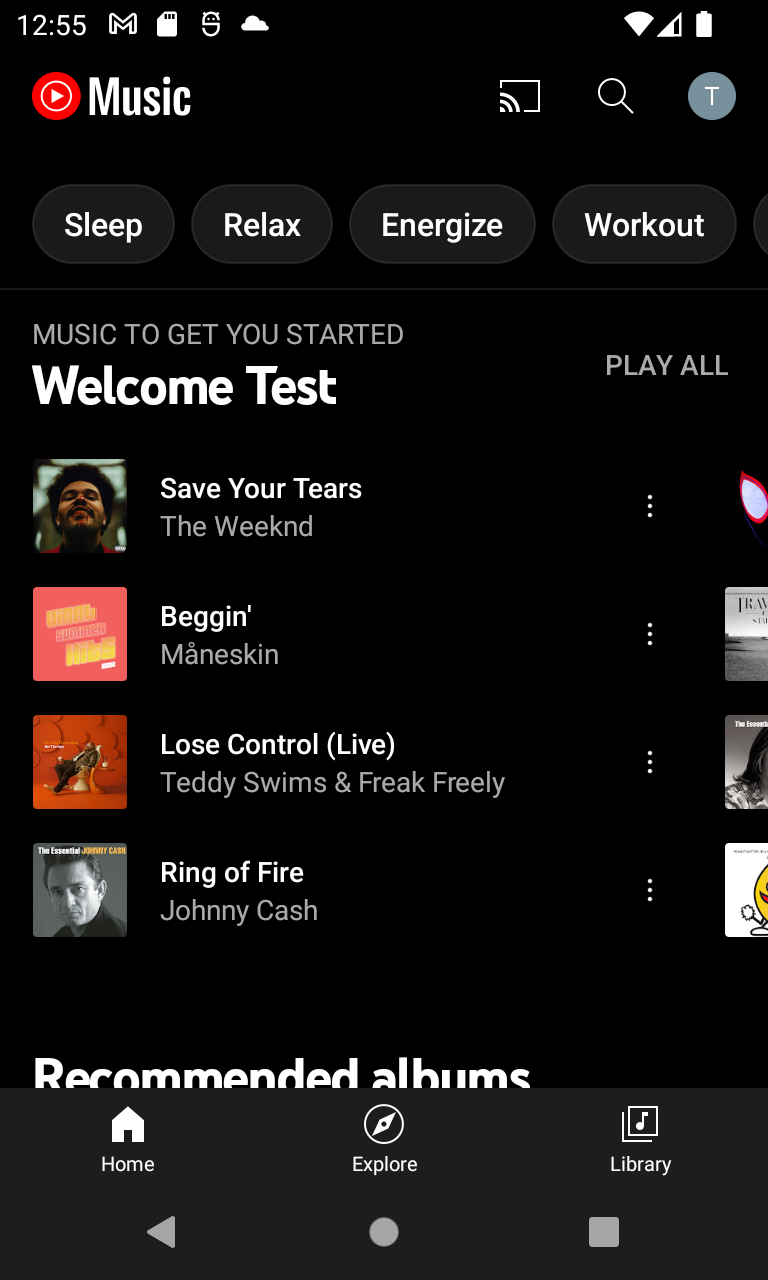 12:55
Music
T
Sleep
Relax
Energize
Workout
MUSIC TO GET YOU STARTED
Welcome Test
PLAY ALL
Save Your Tears
The Weeknd
Beggin'
Måneskin
Lose Control (Live)
Teddy Swims & Freak Freely
The Essential JOHNNY CASH
Ring of Fire
Johnny Cash
Recommended albums
Home
Explore
Library